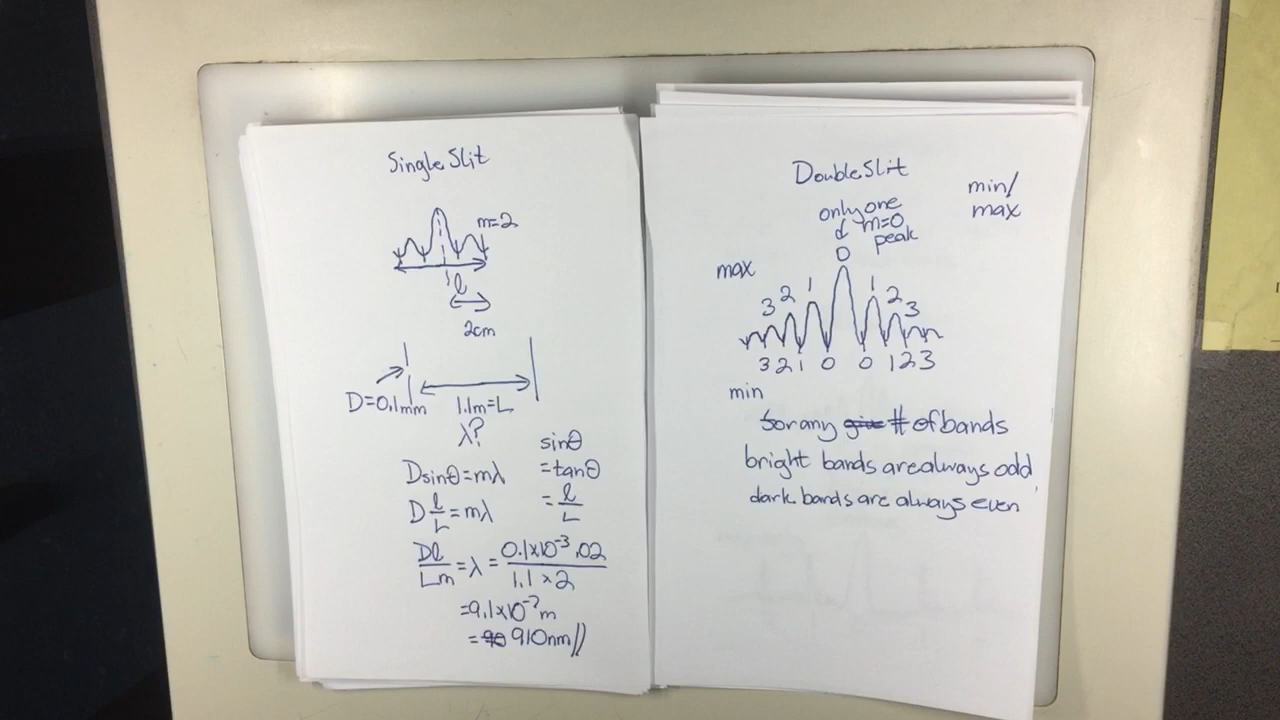 Single Slit
m=2
l
2cm
D=0.1mm
1.1m=L
λ?
sinθ
=tanθ
=l/L
Dsinθ=mλ
D l/L=mλ
Dl/Lm=λ=0.1×10⁻³ .02/1.1×2
=9.1×10⁻⁷m
=910nm//
Double Slit
min/
max
only one
m=0
peak
max
3 2 1 0 1 2 3
3 2 1 0 0 1 2 3
min
for any # of bands
bright bands are always odd
dark bands are always even